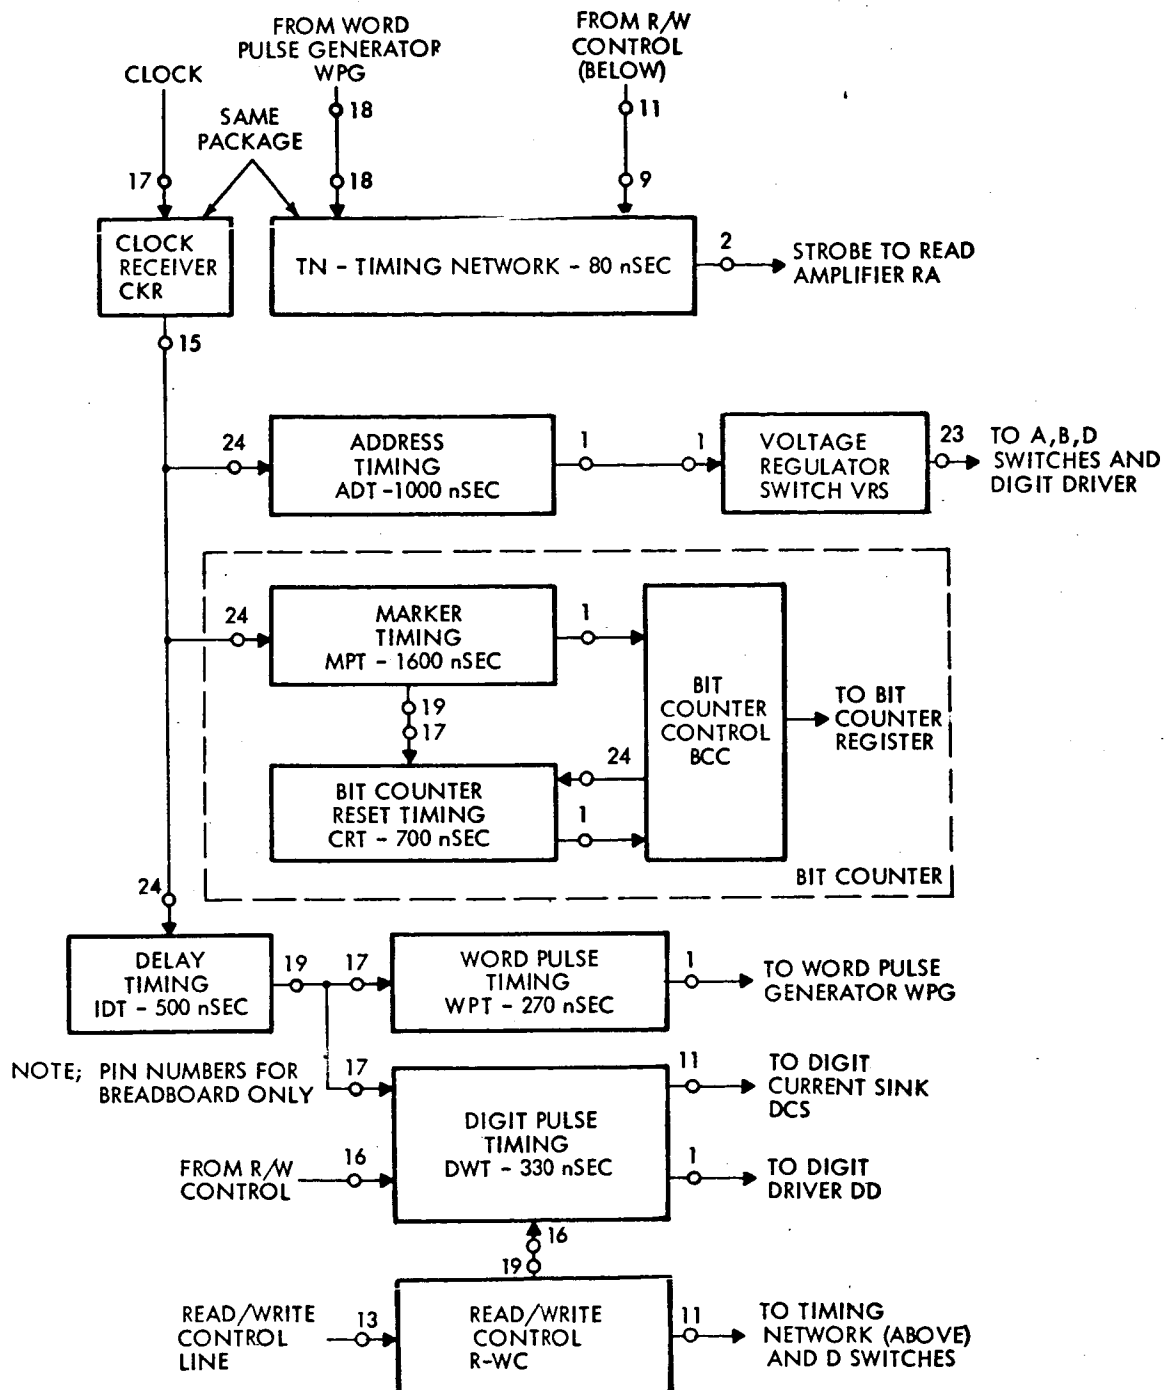 FROM WORD
PULSE GENERATOR
WPG
FROM R/W
CONTROL
(BELOW)
CLOCK
18
11
SAME
PACKAGE
17
18
9
CLOCK
RECEIVER
CKR
TN - TIMING NETWORK - 80 nSEC
2
STROBE TO READ
AMPLIFIER RA
15
24
ADDRESS
TIMING
ADT -1000 nSEC
1
1
VOLTAGE
REGULATOR
SWITCH VRS
23
TO A,B,D
SWITCHES AND
DIGIT DRIVER
24
MARKER
TIMING
MPT - 1600 nSEC
1
19
17
BIT
COUNTER
CONTROL
BCC
TO BIT
COUNTER
REGISTER
BIT COUNTER
RESET TIMING
CRT - 700 nSEC
24
1
BIT COUNTER
24
DELAY
TIMING
IDT - 500 nSEC
19
17
WORD PULSE
TIMING
WPT - 270 nSEC
1
TO WORD PULSE
GENERATOR WPG
NOTE; PIN NUMBERS FOR
BREADBOARD ONLY
17
DIGIT PULSE
TIMING
DWT - 330 nSEC
11
TO DIGIT
CURRENT SINK
DCS
FROM R/W
CONTROL
16
1
TO DIGIT
DRIVER DD
16
19
READ/WRITE
CONTROL
LINE
13
READ/WRITE
CONTROL
R-WC
11
TO TIMING
NETWORK (ABOVE)
AND D SWITCHES